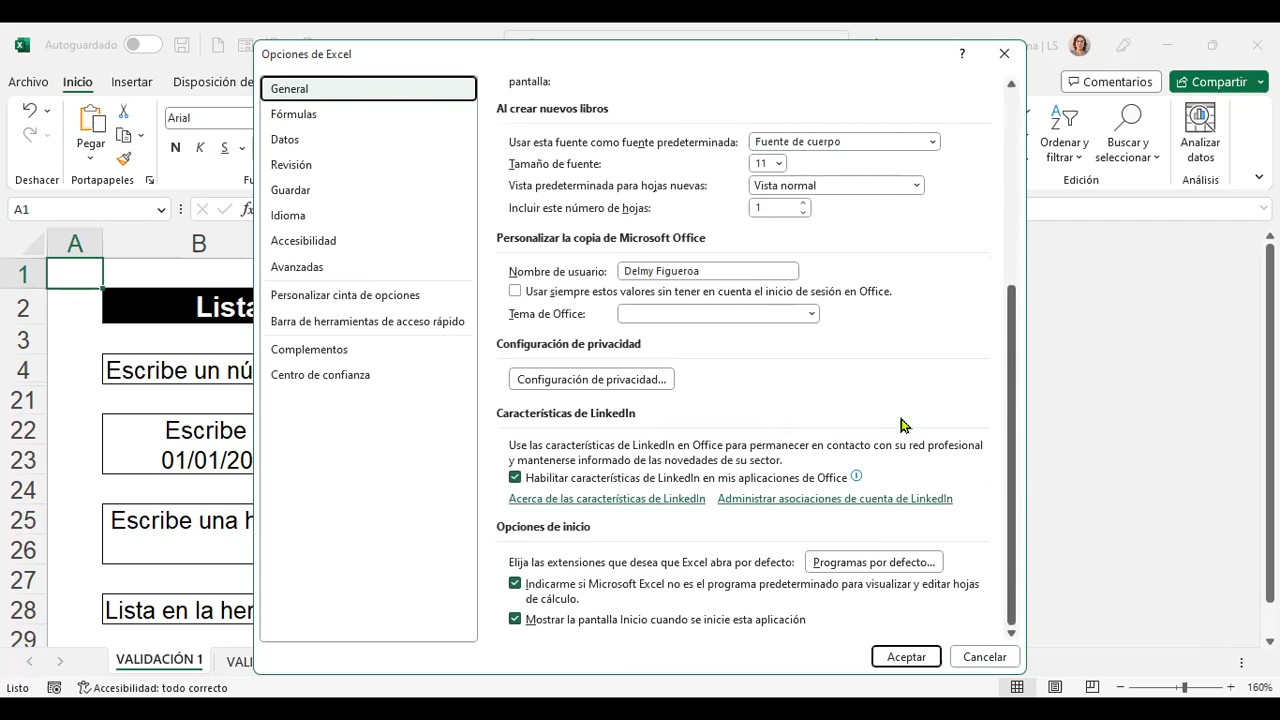 Autoguardado
Opciones de Excel
?
na | LS
Archivo
Inicio
Insertar
Disposición de
Comentarios
Compartir
Pegar
Arial
N
K
S
Ordenar y
filtrar
Buscar y
seleccionar
Analizar
datos
Deshacer
Portapapeles
Fu
Edición
Análisis
A1
fx
A
B
1
2
3
4
21
22
23
24
25
26
27
28
29
Lista
Escribe un nú
Escribe
01/01/20
Escribe una h
Lista en la her
General
Fórmulas
Datos
Revisión
Guardar
Idioma
Accesibilidad
Avanzadas
Personalizar cinta de opciones
Barra de herramientas de acceso rápido
Complementos
Centro de confianza
pantalla:
Al crear nuevos libros
Usar esta fuente como fuente predeterminada: Fuente de cuerpo
Tamaño de fuente: 11
Vista predeterminada para hojas nuevas: Vista normal
Incluir este número de hojas: 1
Personalizar la copia de Microsoft Office
Nombre de usuario: Delmy Figueroa
Usar siempre estos valores sin tener en cuenta el inicio de sesión en Office.
Tema de Office:
Configuración de privacidad
Configuración de privacidad...
Características de LinkedIn
Use las características de LinkedIn en Office para permanecer en contacto con su red profesional
y mantenerse informado de las novedades de su sector.
Habilitar características de LinkedIn en mis aplicaciones de Office
Acerca de las características de LinkedIn Administrar asociaciones de cuenta de LinkedIn
Opciones de inicio
Elija las extensiones que desea que Excel abra por defecto: Programas por defecto...
Indicarme si Microsoft Excel no es el programa predeterminado para visualizar y editar hojas
de cálculo.
Mostrar la pantalla Inicio cuando se inicie esta aplicación
Aceptar
Cancelar
VALIDACIÓN 1
VALI
Listo
Accesibilidad: todo correcto
160%